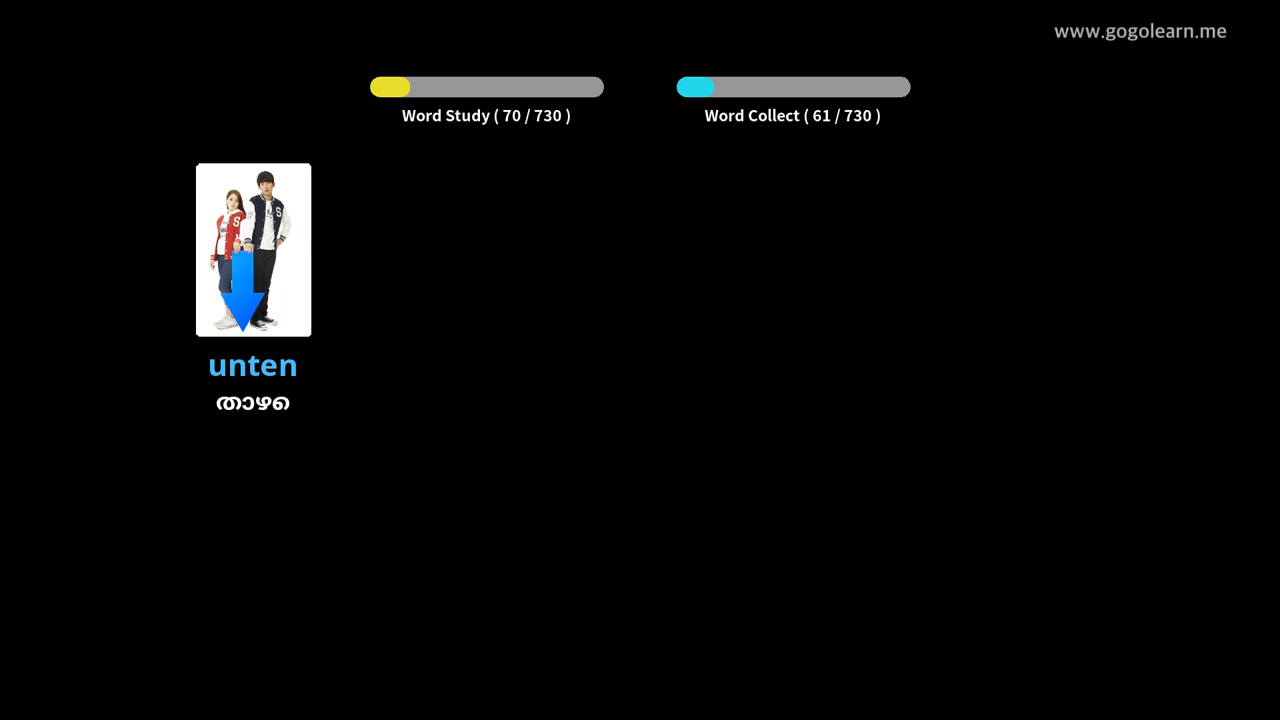 www.gogolearn.me
Word Study ( 70 / 730 )
Word Collect ( 61 / 730 )
S
S
unten
താഴെ